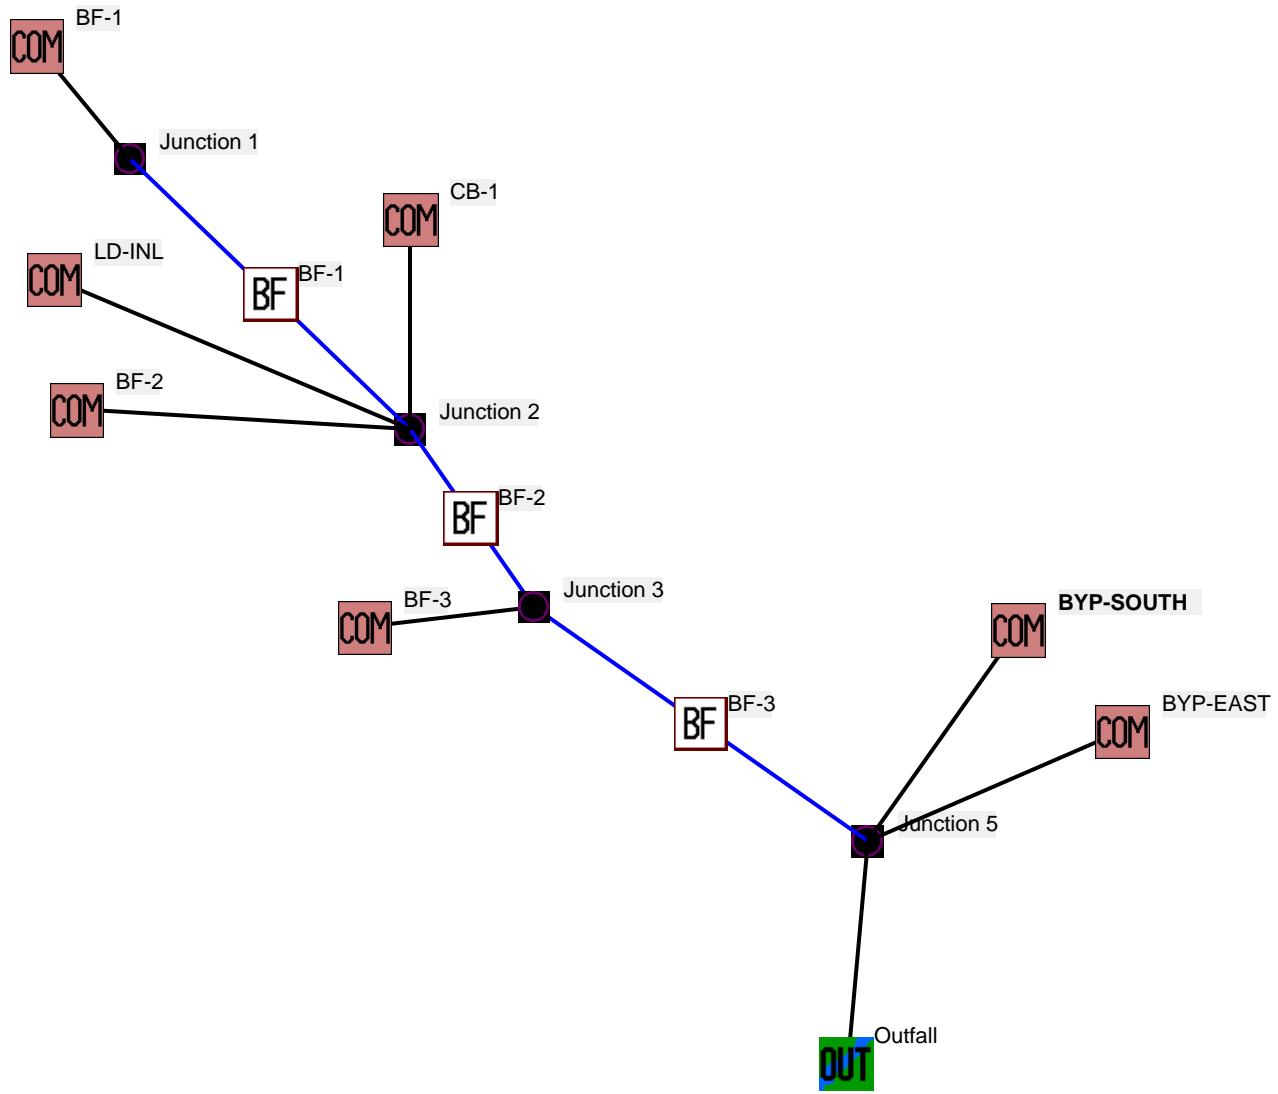 BF-1
COM
Junction 1
CB-1
COM
LD-INL
COM
BF-1
BF
BF-2
COM
Junction 2
BF-2
BF
Junction 3
BF-3
COM
BYP-SOUTH
COM
BF-3
BF
BYP-EAST
COM
Junction 5
Outfall
OUT